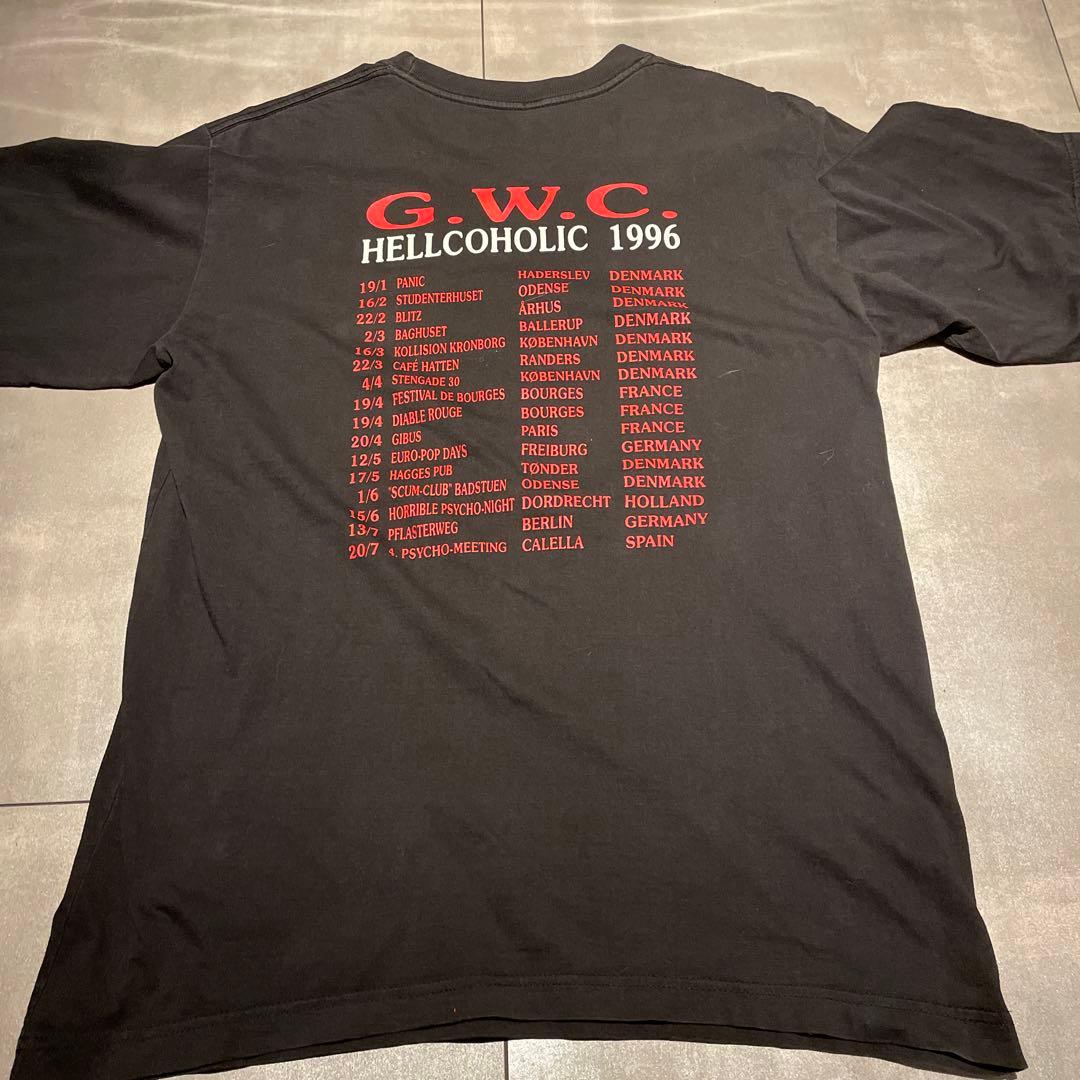 G.W.C.
HELLCOHOLIC 1996
19/1 PANIC HADERSLEV DENMARK
16/2 STUDENTERHUSET ODENSE DENMARK
22/2 BLITZ ÅRHUS DENMARK
2/3 BAGHUSET BALLERUP DENMARK
16/3 KOLLISION KRONBORG KØBENHAVN DENMARK
22/3 CAFÉ HATTEN RANDERS DENMARK
4/4 STENGADE 30 KØBENHAVN DENMARK
19/4 FESTIVAL DE BOURGES BOURGES FRANCE
19/4 DIABLE ROUGE BOURGES FRANCE
20/4 GIBUS PARIS FRANCE
12/5 EURO-POP DAYS FREIBURG GERMANY
17/5 HAGGES PUB TØNDER DENMARK
1/6 "SCUM-CLUB" BADSTUEN ODENSE DENMARK
15/6 HORRIBLE PSYCHO-NIGHT DORDRECHT HOLLAND
13/7 PFLASTERWEG BERLIN GERMANY
20/7 PSYCHO-MEETING CALELLA SPAIN